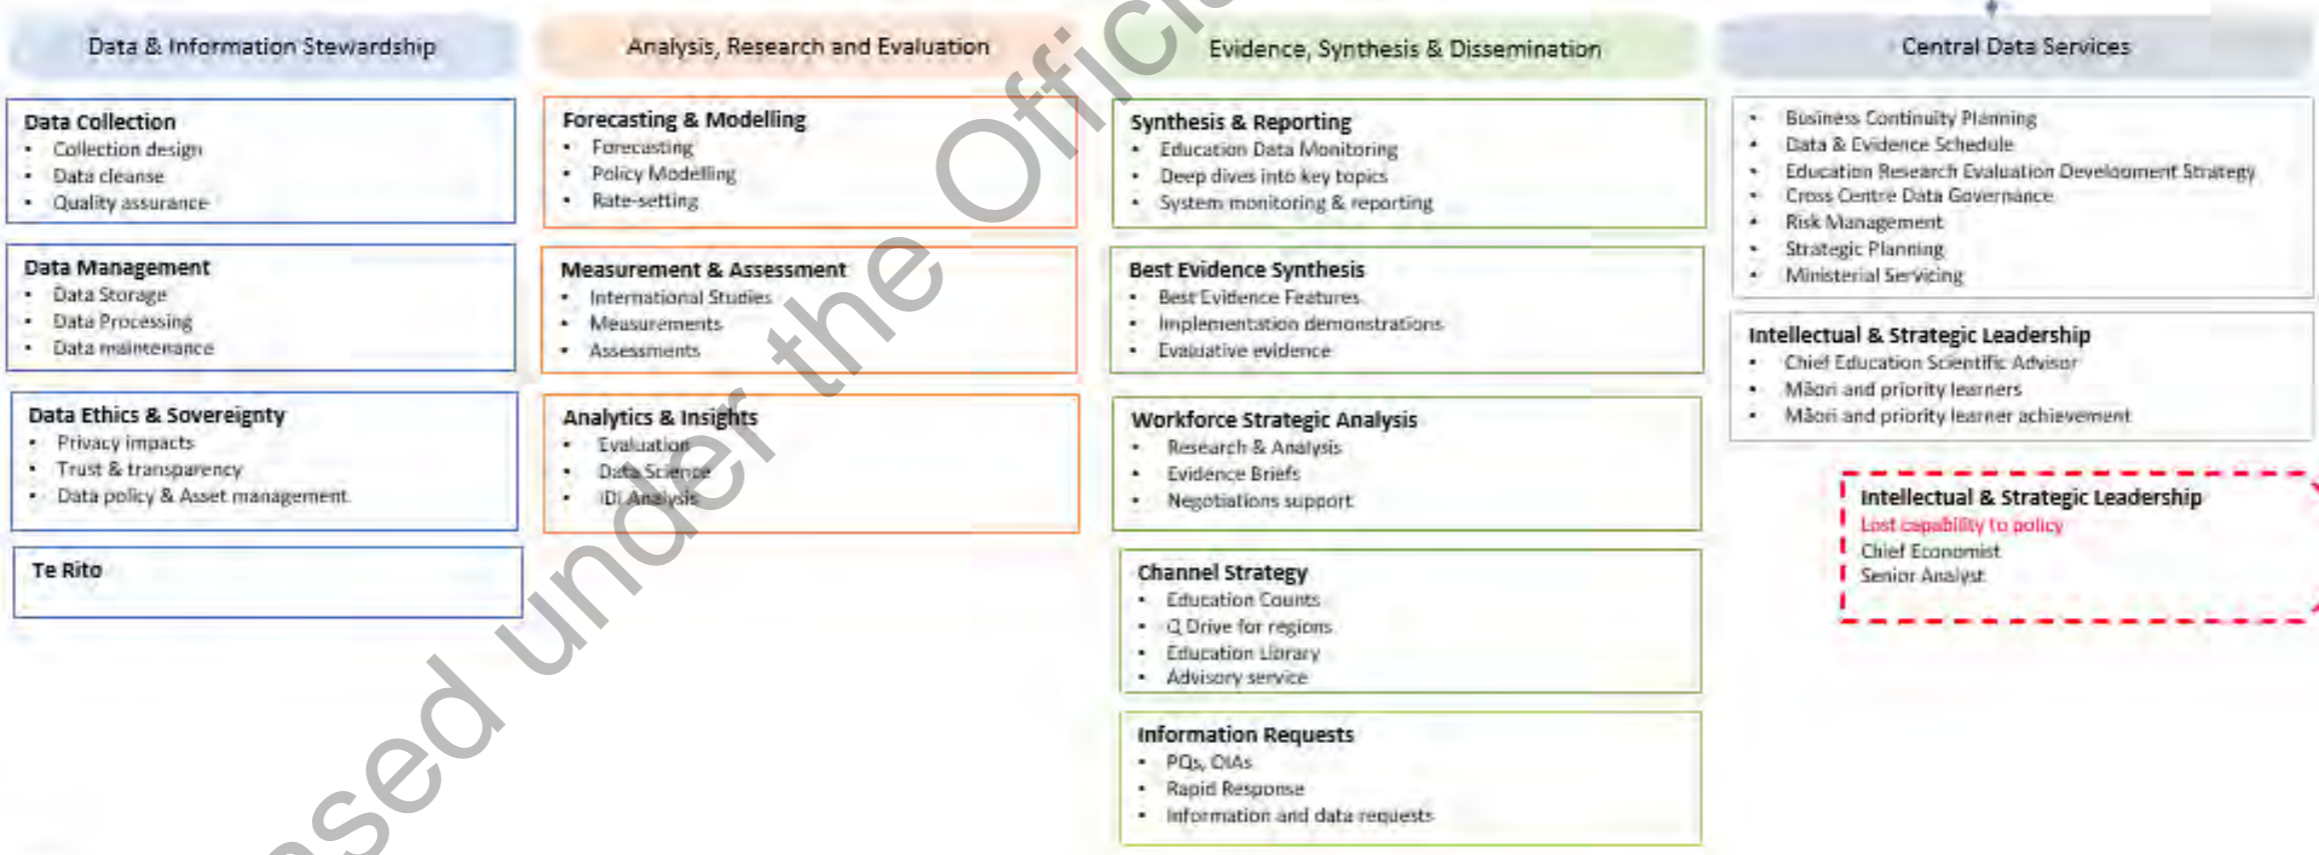 Data & Information Stewardship
Data Collection
• Collection design
• Data cleanse
• Quality assurance
Data Management
• Data Storage
• Data Processing
• Data maintenance
Data Ethics & Sovereignty
• Privacy impacts
• Trust & transparency
• Data policy & Asset management
Te Rito
Analysis, Research and Evaluation
Forecasting & Modelling
• Forecasting
• Policy Modelling
• Rate-setting
Measurement & Assessment
• International Studies
• Measurements
• Assessments
Analytics & Insights
• Evaluation
• Data Science
• IDI Analysis
Evidence, Synthesis & Dissemination
Synthesis & Reporting
• Education Data Monitoring
• Deep dives into key topics
• System monitoring & reporting
Best Evidence Synthesis
• Best Evidence Features
• Implementation demonstrations
• Evaluative evidence
Workforce Strategic Analysis
• Research & Analysis
• Evidence Briefs
• Negotiations support
Channel Strategy
• Education Counts
• Q Drive for regions
• Education Library
• Advisory service
Information Requests
• PQs, OIAs
• Rapid Response
• Information and data requests
Central Data Services
• Business Continuity Planning
• Data & Evidence Schedule
• Education Research Evaluation Development Strategy
• Cross Centre Data Governance
• Risk Management
• Strategic Planning
• Ministerial Servicing
Intellectual & Strategic Leadership
• Chief Education Scientific Advisor
• Māori and priority learners
• Māori and priority learner achievement
Intellectual & Strategic Leadership
Lost capability to policy
Chief Economist
Senior Analyst
under the